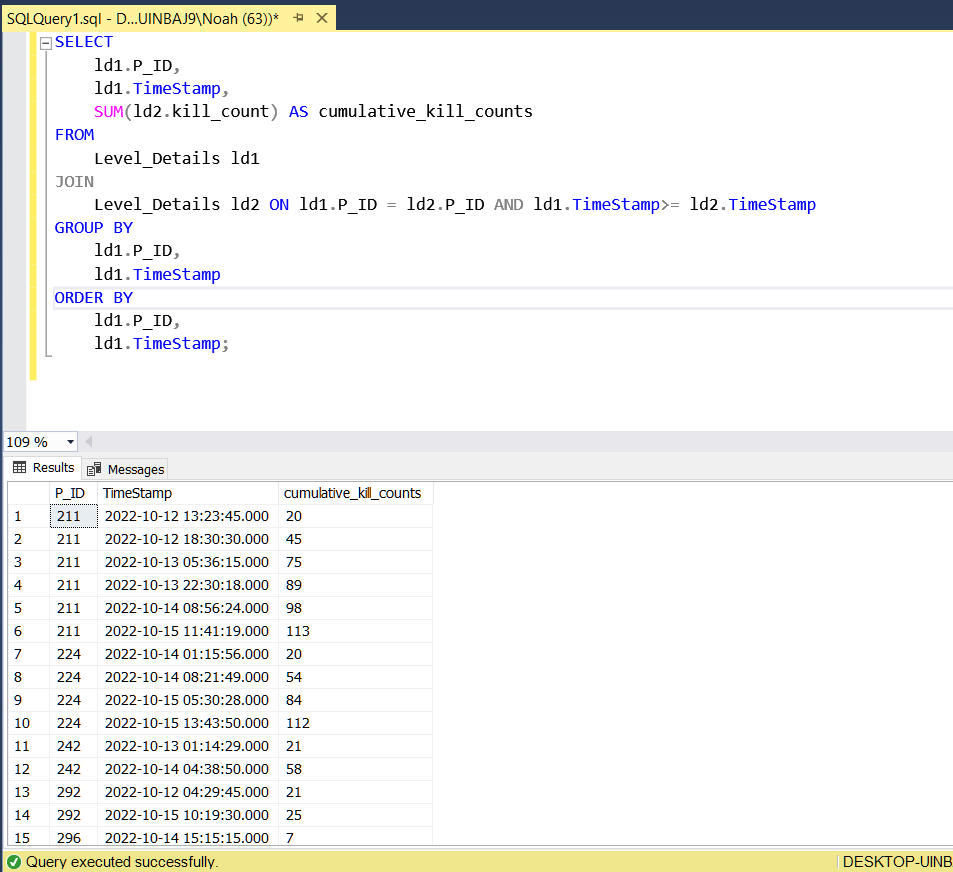 SQLQuery1.sql - D...UINBAJ9\Noah (63))*
SELECT
ld1.P_ID,
ld1.TimeStamp,
SUM(ld2.kill_count) AS cumulative_kill_counts
FROM
Level_Details ld1
JOIN
Level_Details ld2 ON ld1.P_ID = ld2.P_ID AND ld1.TimeStamp>= ld2.TimeStamp
GROUP BY
ld1.P_ID,
ld1.TimeStamp
ORDER BY
ld1.P_ID,
ld1.TimeStamp;
109 %
Results Messages
P_ID TimeStamp cumulative_kill_counts
1 211 2022-10-12 13:23:45.000 20
2 211 2022-10-12 18:30:30.000 45
3 211 2022-10-13 05:36:15.000 75
4 211 2022-10-13 22:30:18.000 89
5 211 2022-10-14 08:56:24.000 98
6 211 2022-10-15 11:41:19.000 113
7 224 2022-10-14 01:15:56.000 20
8 224 2022-10-14 08:21:49.000 54
9 224 2022-10-15 05:30:28.000 84
10 224 2022-10-15 13:43:50.000 112
11 242 2022-10-13 01:14:29.000 21
12 242 2022-10-14 04:38:50.000 58
13 292 2022-10-12 04:29:45.000 21
14 292 2022-10-15 10:19:30.000 25
15 296 2022-10-14 15:15:15.000 7
Query executed successfully. DESKTOP-UINB